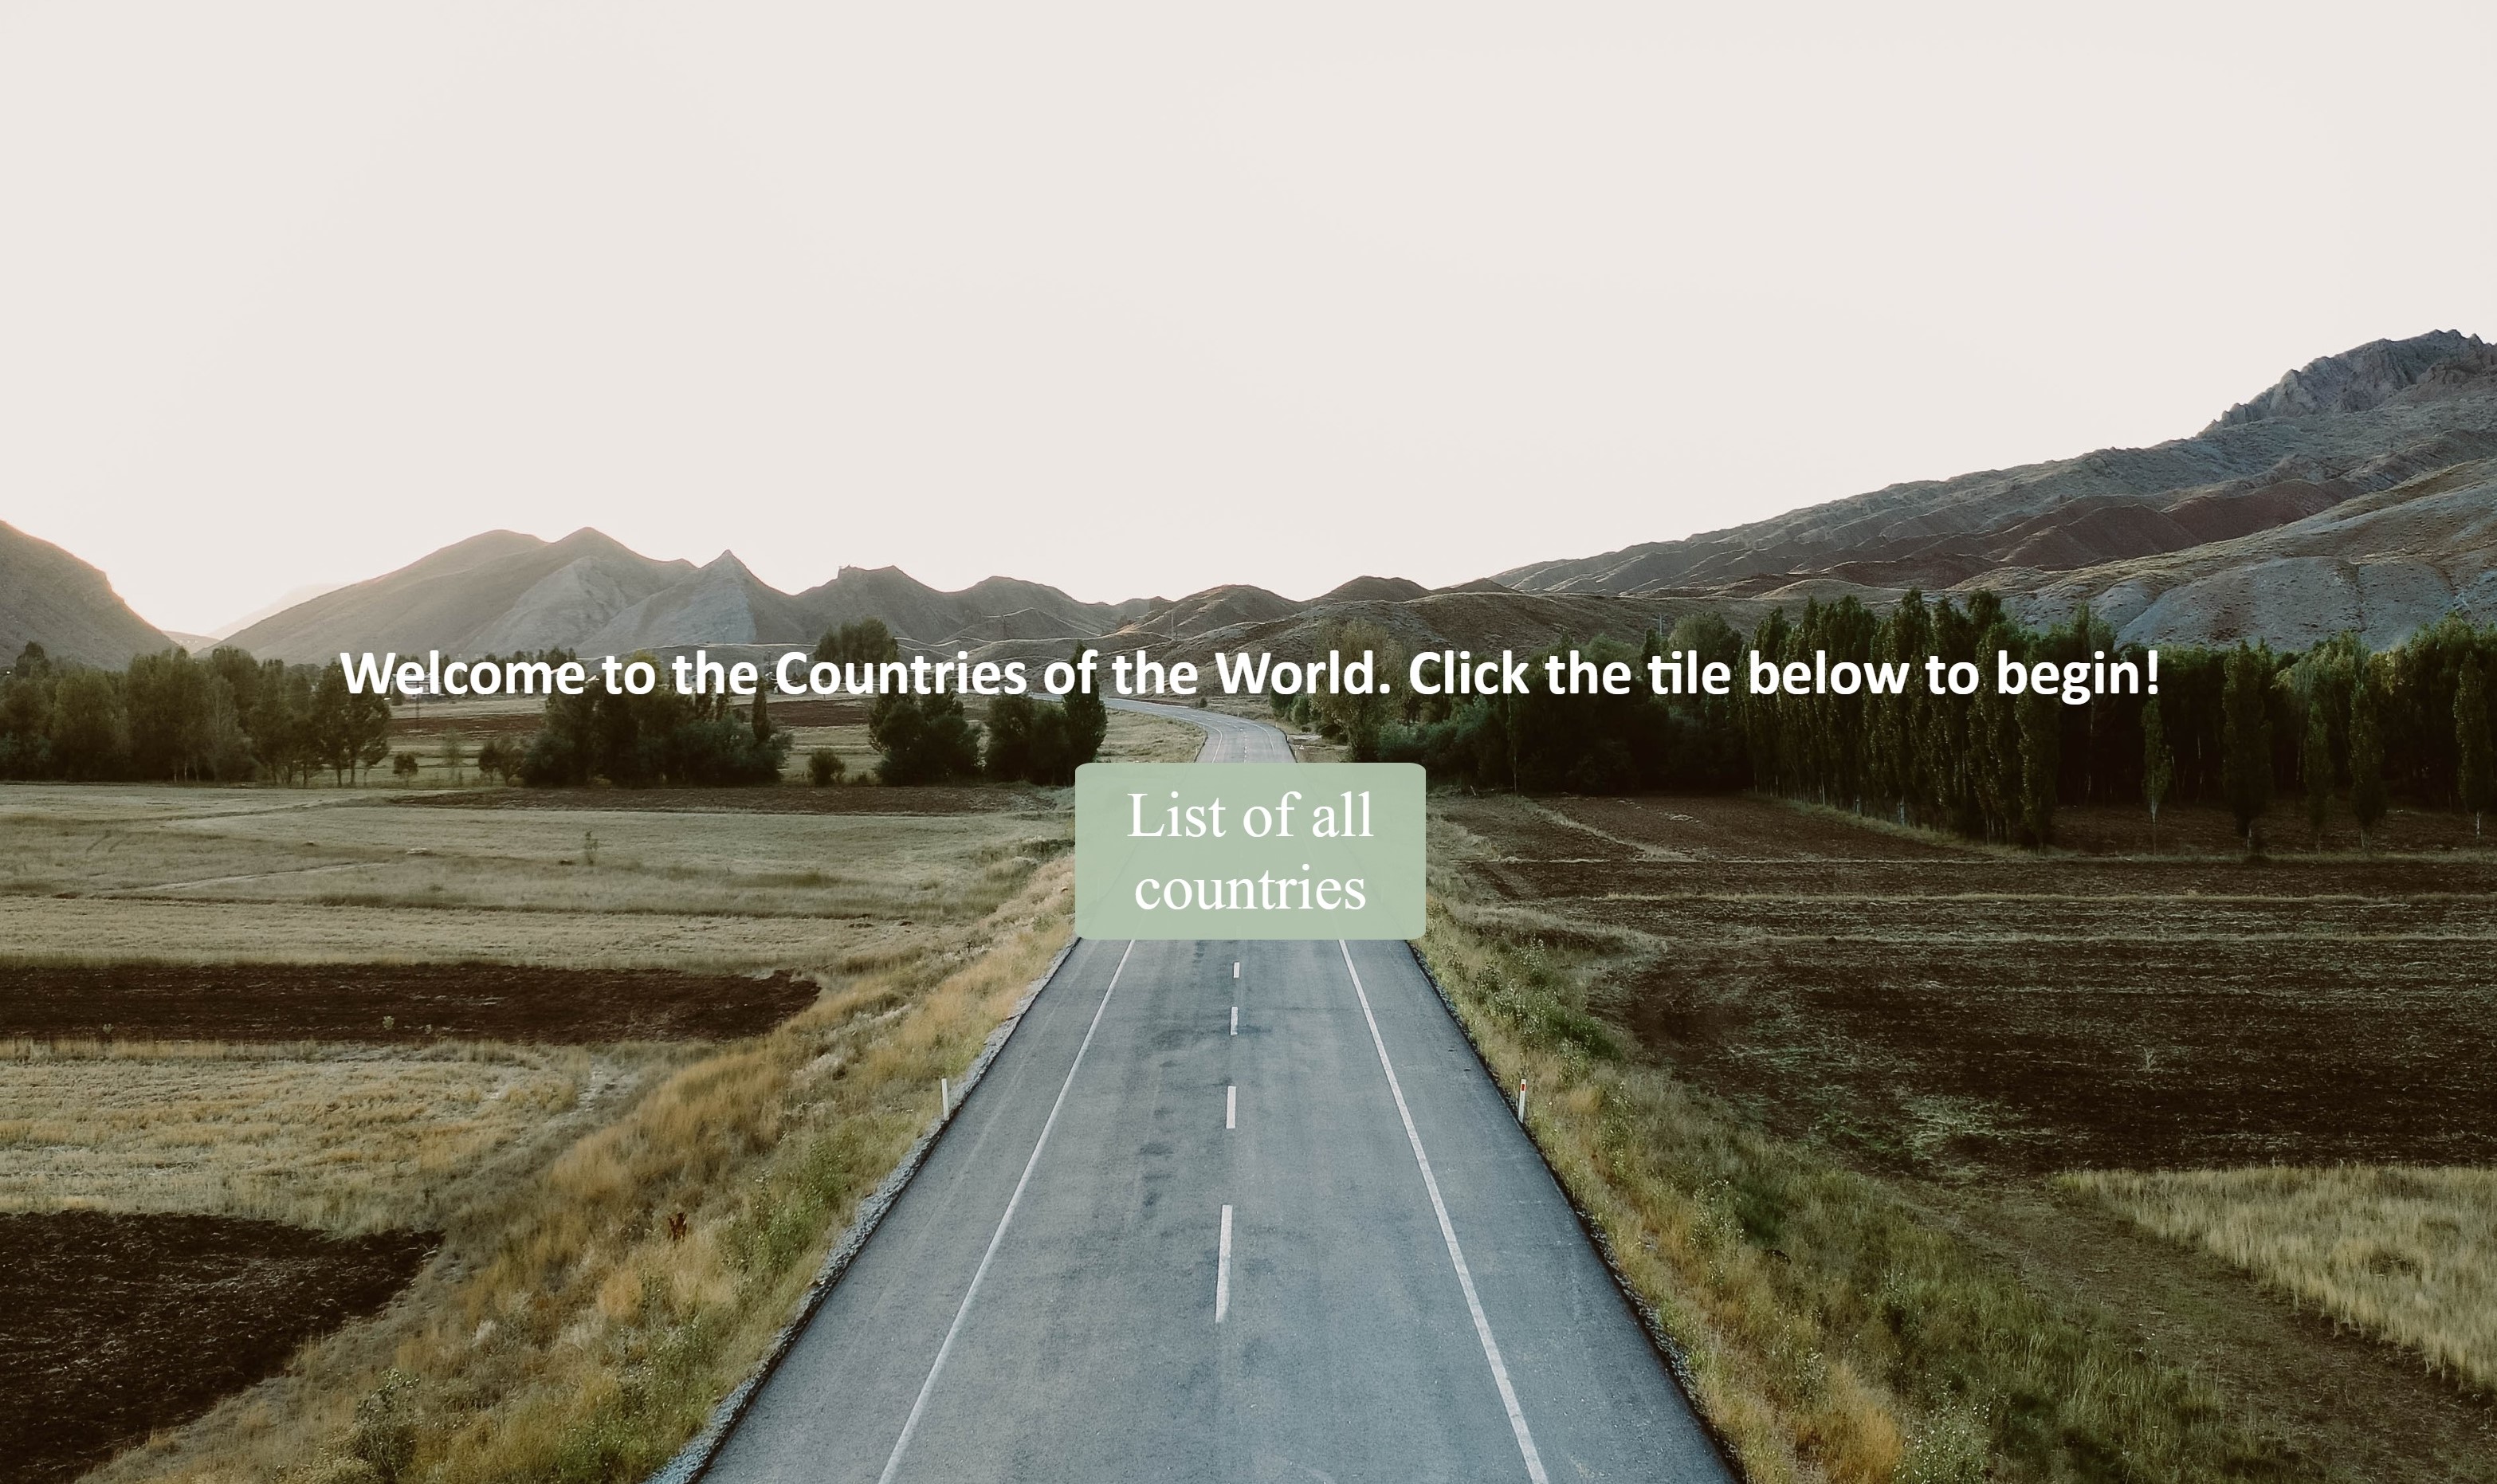 Welcome to the Countries of the World. Click the tile below to begin!
List of all
countries